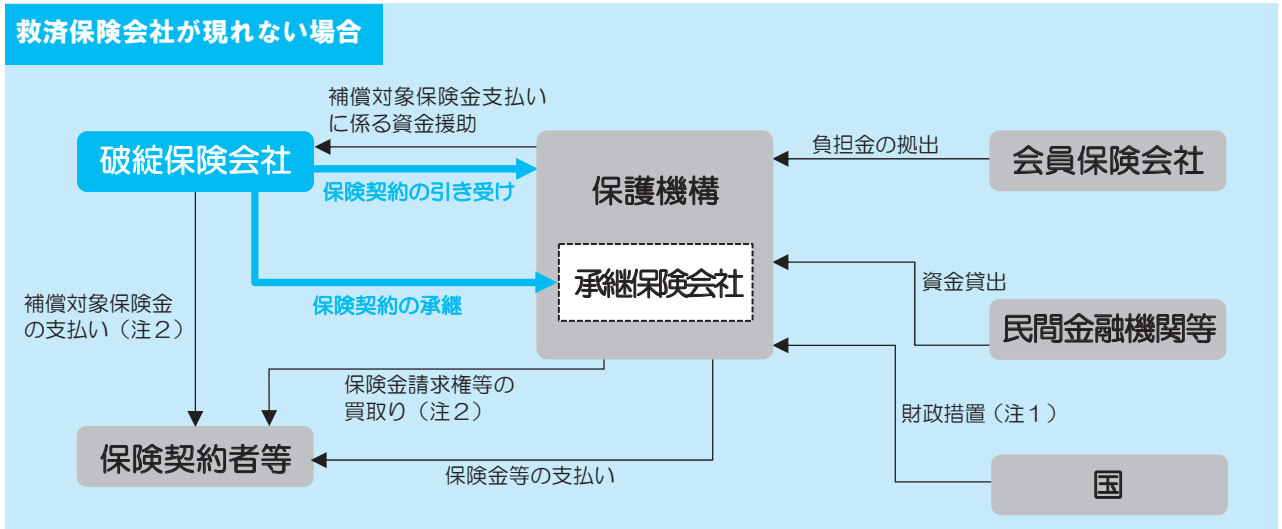 救済保険会社が現れない場合
補償対象保険金支払い
に係る資金援助
破綻保険会社
保険契約の引き受け
保護機構
負担金の拠出
会員保険会社
承継保険会社
保険契約の承継
補償対象保険金
の支払い（注２）
資金貸出
民間金融機関等
保険金請求権等の
買取り（注２）
財政措置（注１）
保険契約者等
保険金等の支払い
国